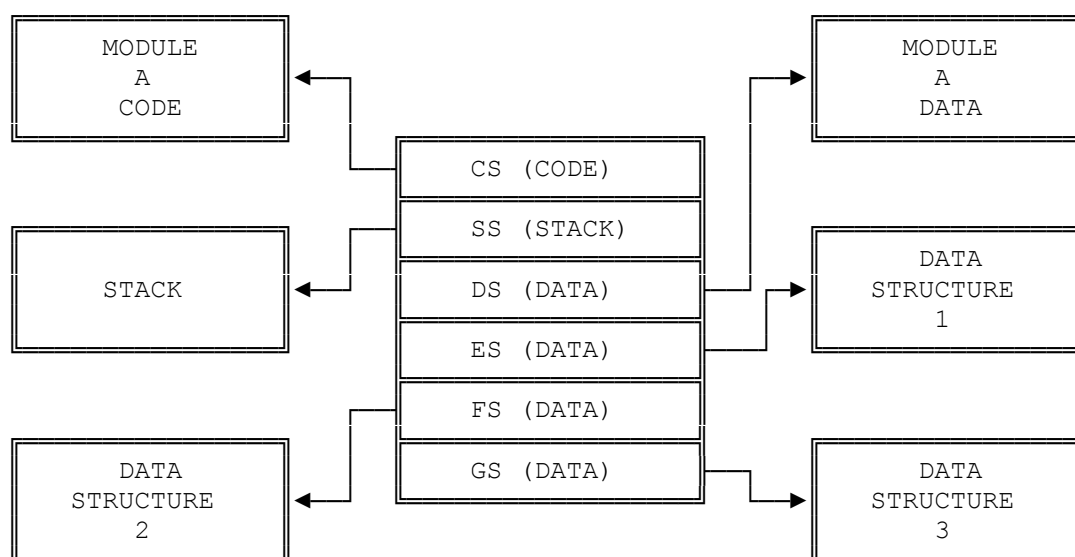 MODULE
A
CODE
MODULE
A
DATA
CS (CODE)
SS (STACK)
DS (DATA)
ES (DATA)
FS (DATA)
GS (DATA)
STACK
DATA
STRUCTURE
1
DATA
STRUCTURE
2
DATA
STRUCTURE
3